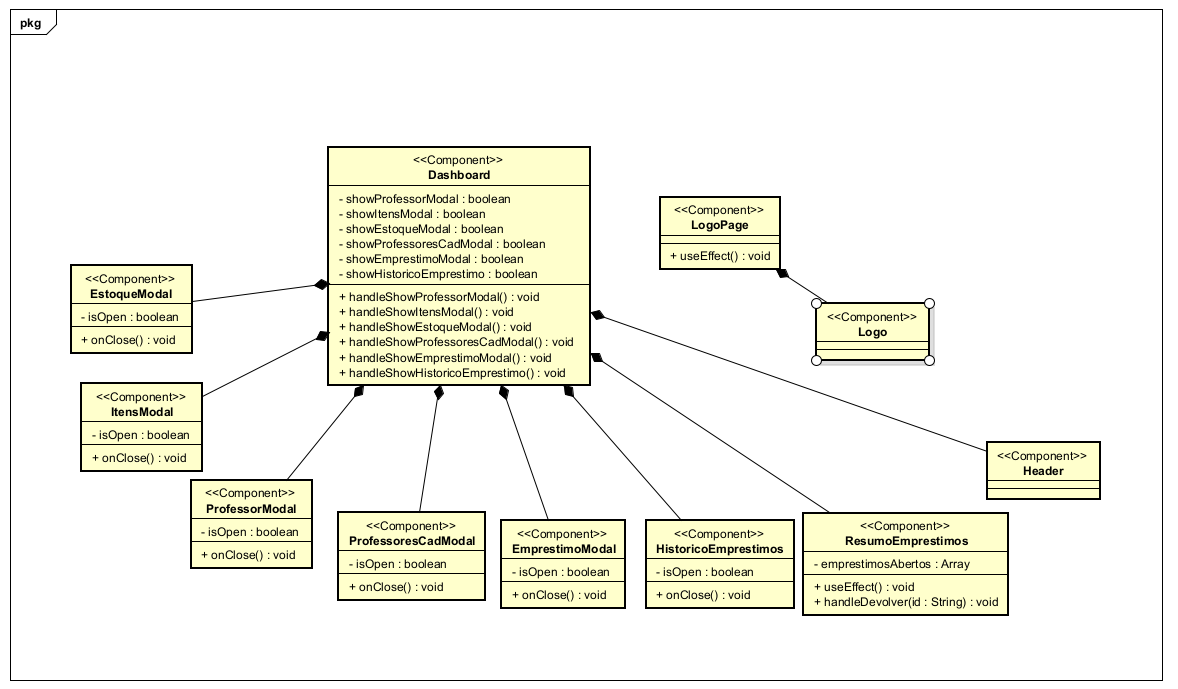 pkg
<<Component>>
Dashboard
- showProfessorModal : boolean
- showItensModal : boolean
- showEstoqueModal : boolean
- showProfessoresCadModal : boolean
- showEmprestimoModal : boolean
- showHistoricoEmprestimo : boolean
+ handleShowProfessorModal() : void
+ handleShowItensModal() : void
+ handleShowEstoqueModal() : void
+ handleShowProfessoresCadModal() : void
+ handleShowEmprestimoModal() : void
+ handleShowHistoricoEmprestimo() : void
<<Component>>
LogoPage
+ useEffect() : void
<<Component>>
EstoqueModal
- isOpen : boolean
+ onClose() : void
<<Component>>
Logo
<<Component>>
ItensModal
- isOpen : boolean
+ onClose() : void
<<Component>>
Header
<<Component>>
ProfessorModal
- isOpen : boolean
+ onClose() : void
<<Component>>
ProfessoresCadModal
- isOpen : boolean
+ onClose() : void
<<Component>>
EmprestimoModal
- isOpen : boolean
+ onClose() : void
<<Component>>
HistoricoEmprestimos
- isOpen : boolean
+ onClose() : void
<<Component>>
ResumoEmprestimos
- emprestimosAbertos : Array
+ useEffect() : void
+ handleDevolver(id : String) : void